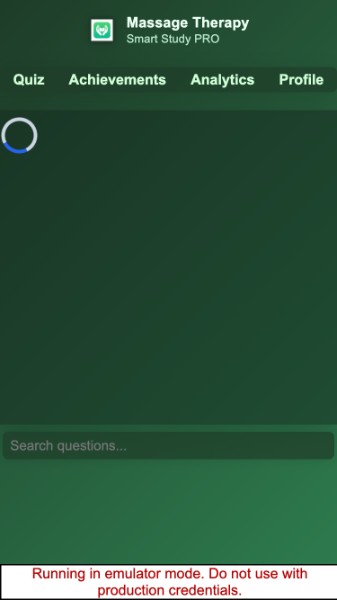 Massage Therapy
Smart Study PRO
Quiz Achievements Analytics Profile
Search questions...
Running in emulator mode. Do not use with
production credentials.